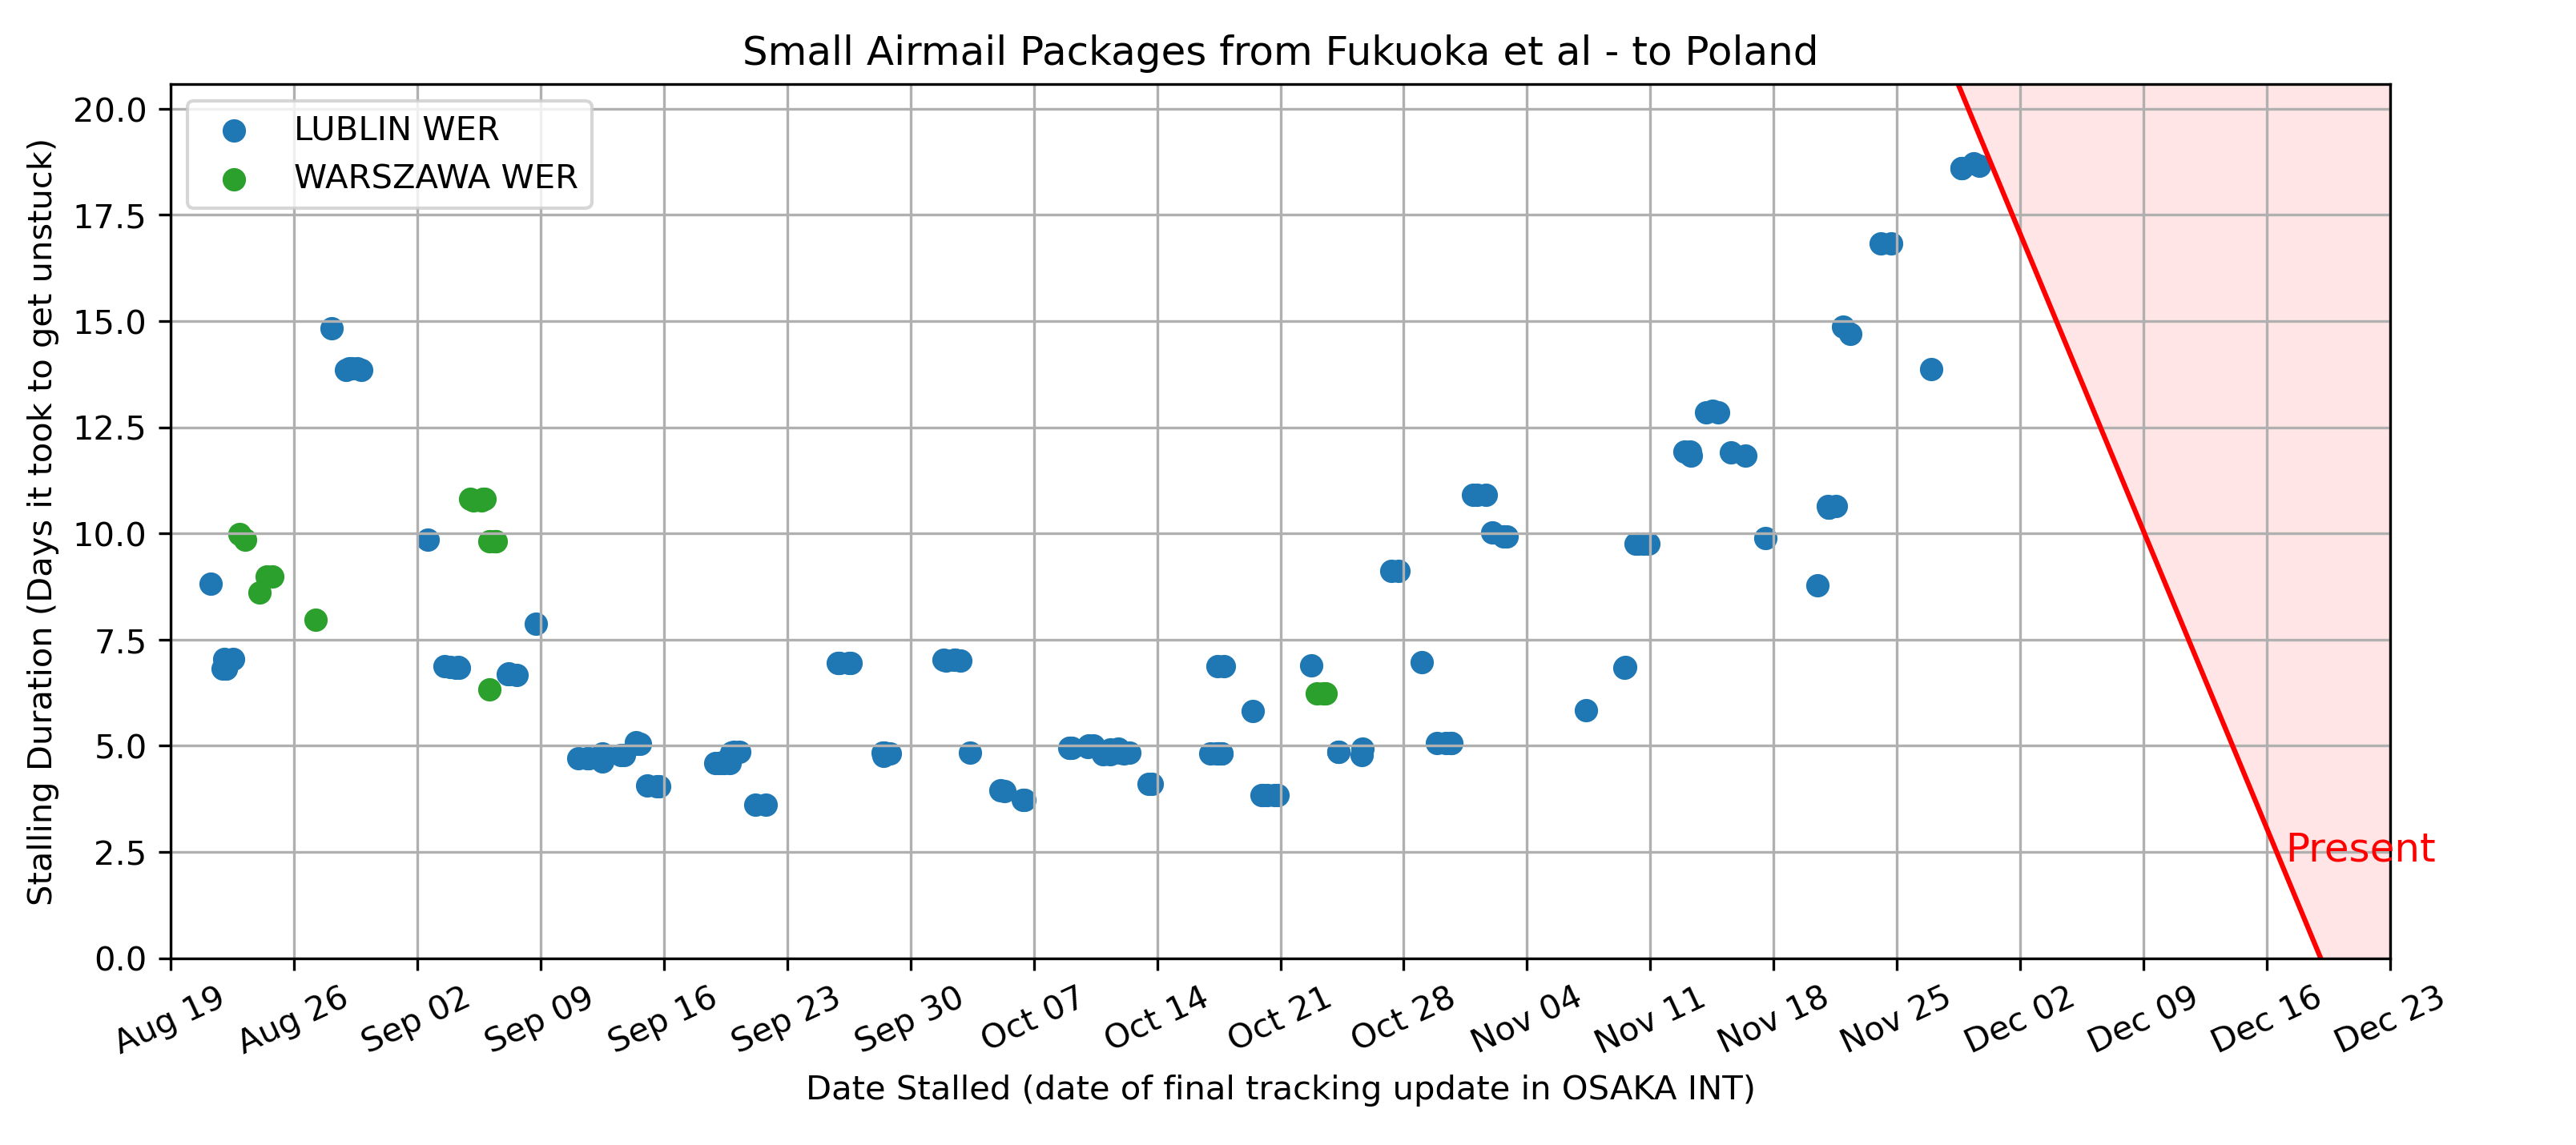 Small Airmail Packages from Fukuoka et al - to Poland
LUBLIN WER
WARSZAWA WER
Stalling Duration (Days it took to get unstuck)
20.0
17.5
15.0
12.5
10.0
7.5
5.0
2.5
0.0
Present
Aug 19
Aug 26
Sep 02
Sep 09
Sep 16
Sep 23
Sep 30
Oct 07
Oct 14
Oct 21
Oct 28
Nov 04
Nov 11
Nov 18
Nov 25
Dec 02
Dec 09
Dec 16
Dec 23
Date Stalled (date of final tracking update in OSAKA INT)